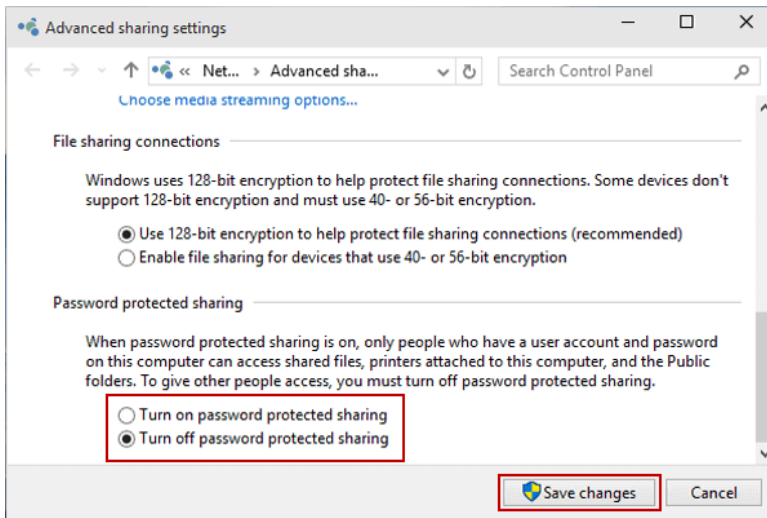 Advanced sharing settings
« Net... > Advanced sha...
Search Control Panel
Choose media streaming options...
File sharing connections
Windows uses 128-bit encryption to help protect file sharing connections. Some devices don't
support 128-bit encryption and must use 40- or 56-bit encryption.
Use 128-bit encryption to help protect file sharing connections (recommended)
Enable file sharing for devices that use 40- or 56-bit encryption
Password protected sharing
When password protected sharing is on, only people who have a user account and password
on this computer can access shared files, printers attached to this computer, and the Public
folders. To give other people access, you must turn off password protected sharing.
Turn on password protected sharing
Turn off password protected sharing
Save changes
Cancel